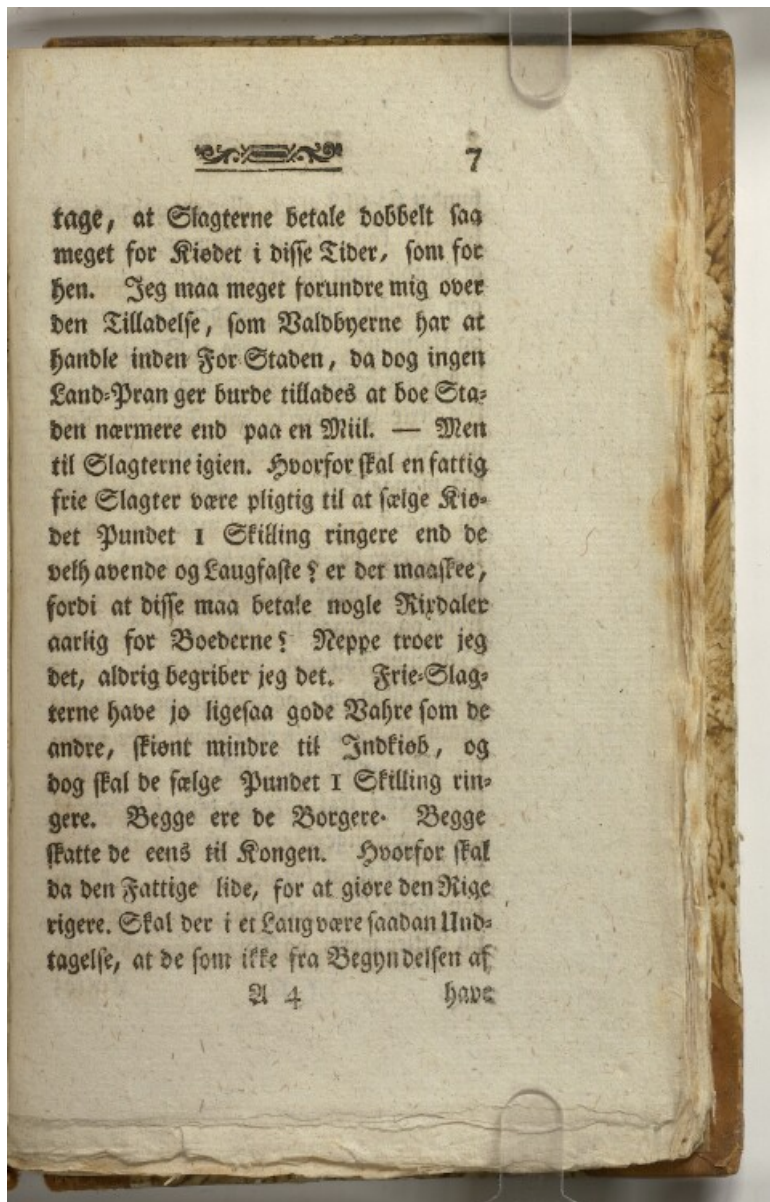 7
tage, at Slagterne betale dobbelt saa
meget for Kiødet i disse Tider, som for
hen. Jeg maa meget forundre mig over
den Tilladelse, som Valdbyerne har at
handle inden For Staden, da dog ingen
Land-Pran ger burde tillades at boe Sta-
den nærmere end paa en Miil. — Men
til Slagterne igien. Hvorfor skal en fattig
frie Slagter være pligtig til at sælge Kiø-
det Pundet 1 Skilling ringere end de
velh avende og Laugfaste? er det maaskee,
fordi at disse maa betale nogle Rixdaler
aarlig for Boederne? Neppe troer jeg
det, aldrig begriber jeg det. Frie-Slag-
terne have jo ligesaa gode Vahre som de
andre, skiønt mindre til Indkiøb, og
dog skal de sælge Pundet 1 Skilling rin-
gere. Begge ere de Borgere. Begge
skatte de eens til Kongen. Hvorfor skal
da den Fattige lide, for at giøre den Rige
rigere. Skal der i et Laug være saadan Und-
tagelse, at de som ikke fra Begyn delsen af
A 4 have